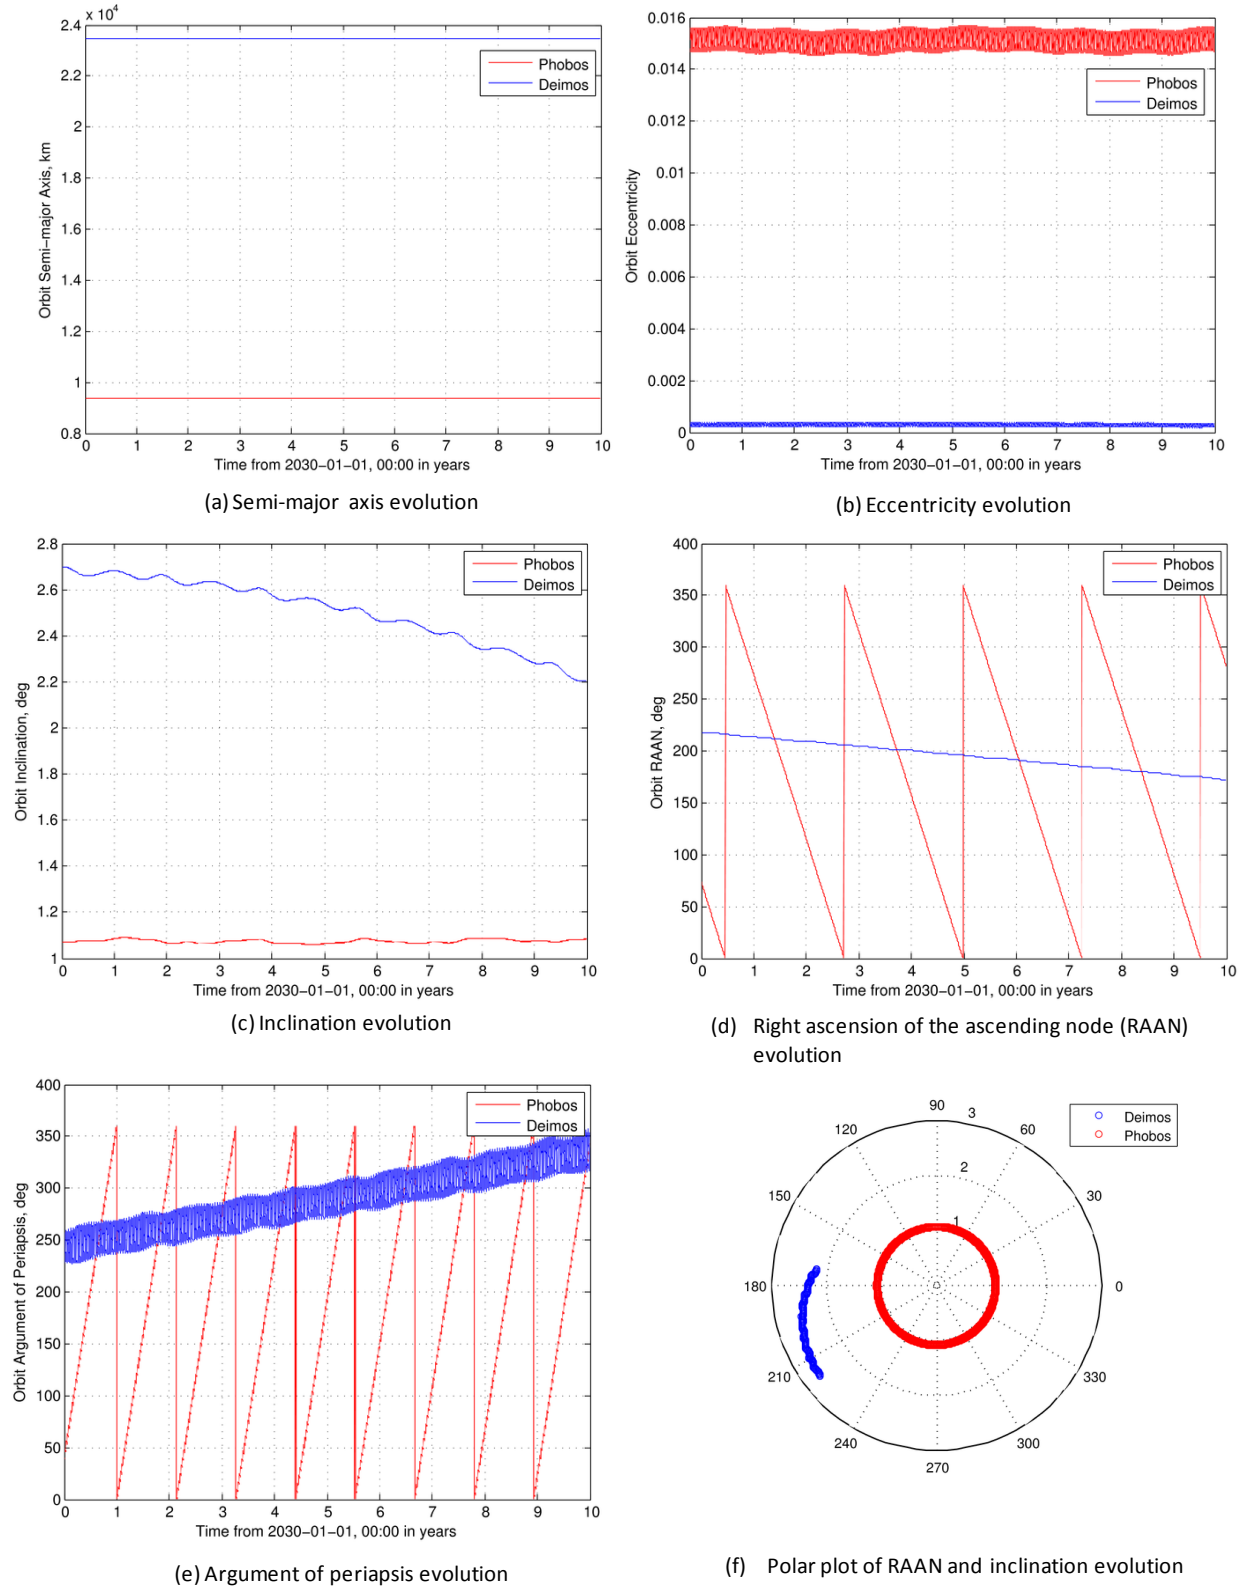 × 10⁴
2.4
2.2
2
1.8
1.6
1.4
1.2
1
0.8
Orbit Semi−major Axis, km
Phobos
Deimos
0 1 2 3 4 5 6 7 8 9 10
Time from 2030−01−01, 00:00 in years
(a) Semi-major axis evolution
0.016
0.014
0.012
0.01
0.008
0.006
0.004
0.002
0
Orbit Eccentricity
Phobos
Deimos
0 1 2 3 4 5 6 7 8 9 10
Time from 2030−01−01, 00:00 in years
(b) Eccentricity evolution
2.8
2.6
2.4
2.2
2
1.8
1.6
1.4
1.2
1
Orbit Inclination, deg
Phobos
Deimos
0 1 2 3 4 5 6 7 8 9 10
Time from 2030−01−01, 00:00 in years
(c) Inclination evolution
400
350
300
250
200
150
100
50
0
Orbit RAAN, deg
Phobos
Deimos
0 1 2 3 4 5 6 7 8 9 10
Time from 2030−01−01, 00:00 in years
(d) Right ascension of the ascending node (RAAN)
evolution
400
350
300
250
200
150
100
50
0
Orbit Argument of Periapsis, deg
Phobos
Deimos
0 1 2 3 4 5 6 7 8 9 10
Time from 2030−01−01, 00:00 in years
(e) Argument of periapsis evolution
90
3
120
60
2
150
30
1
180
0
210
330
240
300
270
Deimos
Phobos
(f) Polar plot of RAAN and inclination evolution